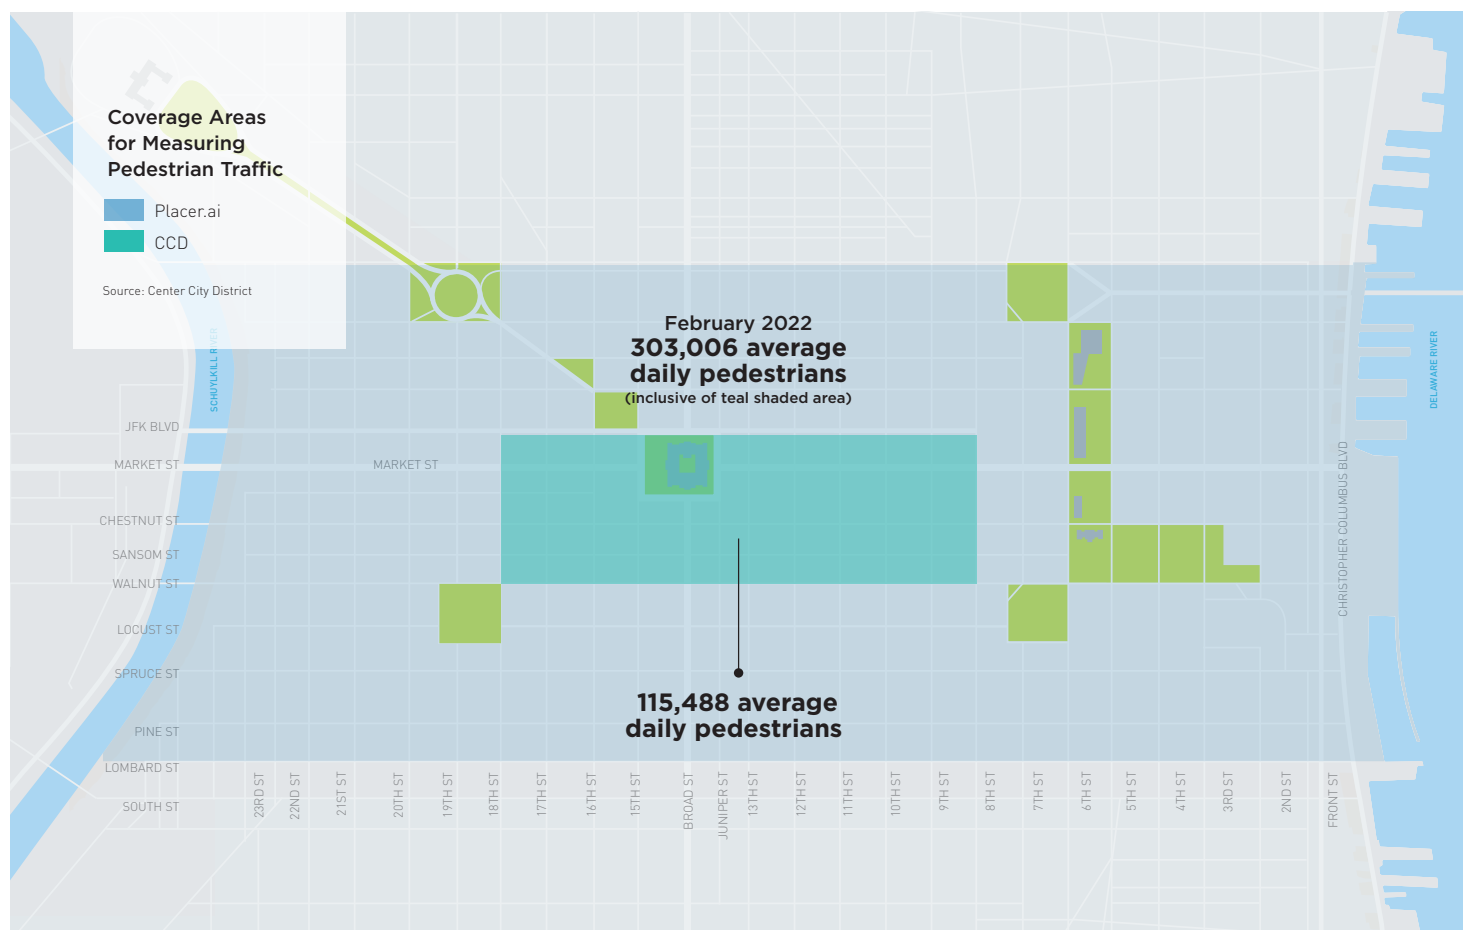 Coverage Areas
for Measuring
Pedestrian Traffic
Placer.ai
CCD
Source: Center City District
SCHUYLKILL RIVER
DELAWARE RIVER
February 2022
303,006 average
daily pedestrians
(inclusive of teal shaded area)
JFK BLVD
MARKET ST
MARKET ST
CHESTNUT ST
SANSOM ST
WALNUT ST
LOCUST ST
SPRUCE ST
PINE ST
LOMBARD ST
SOUTH ST
CHRISTOPHER COLUMBUS BLVD
115,488 average
daily pedestrians
23RD ST
22ND ST
21ST ST
20TH ST
19TH ST
18TH ST
17TH ST
16TH ST
15TH ST
BROAD ST
JUNIPER ST
13TH ST
12TH ST
11TH ST
10TH ST
9TH ST
8TH ST
7TH ST
6TH ST
5TH ST
4TH ST
3RD ST
2ND ST
FRONT ST